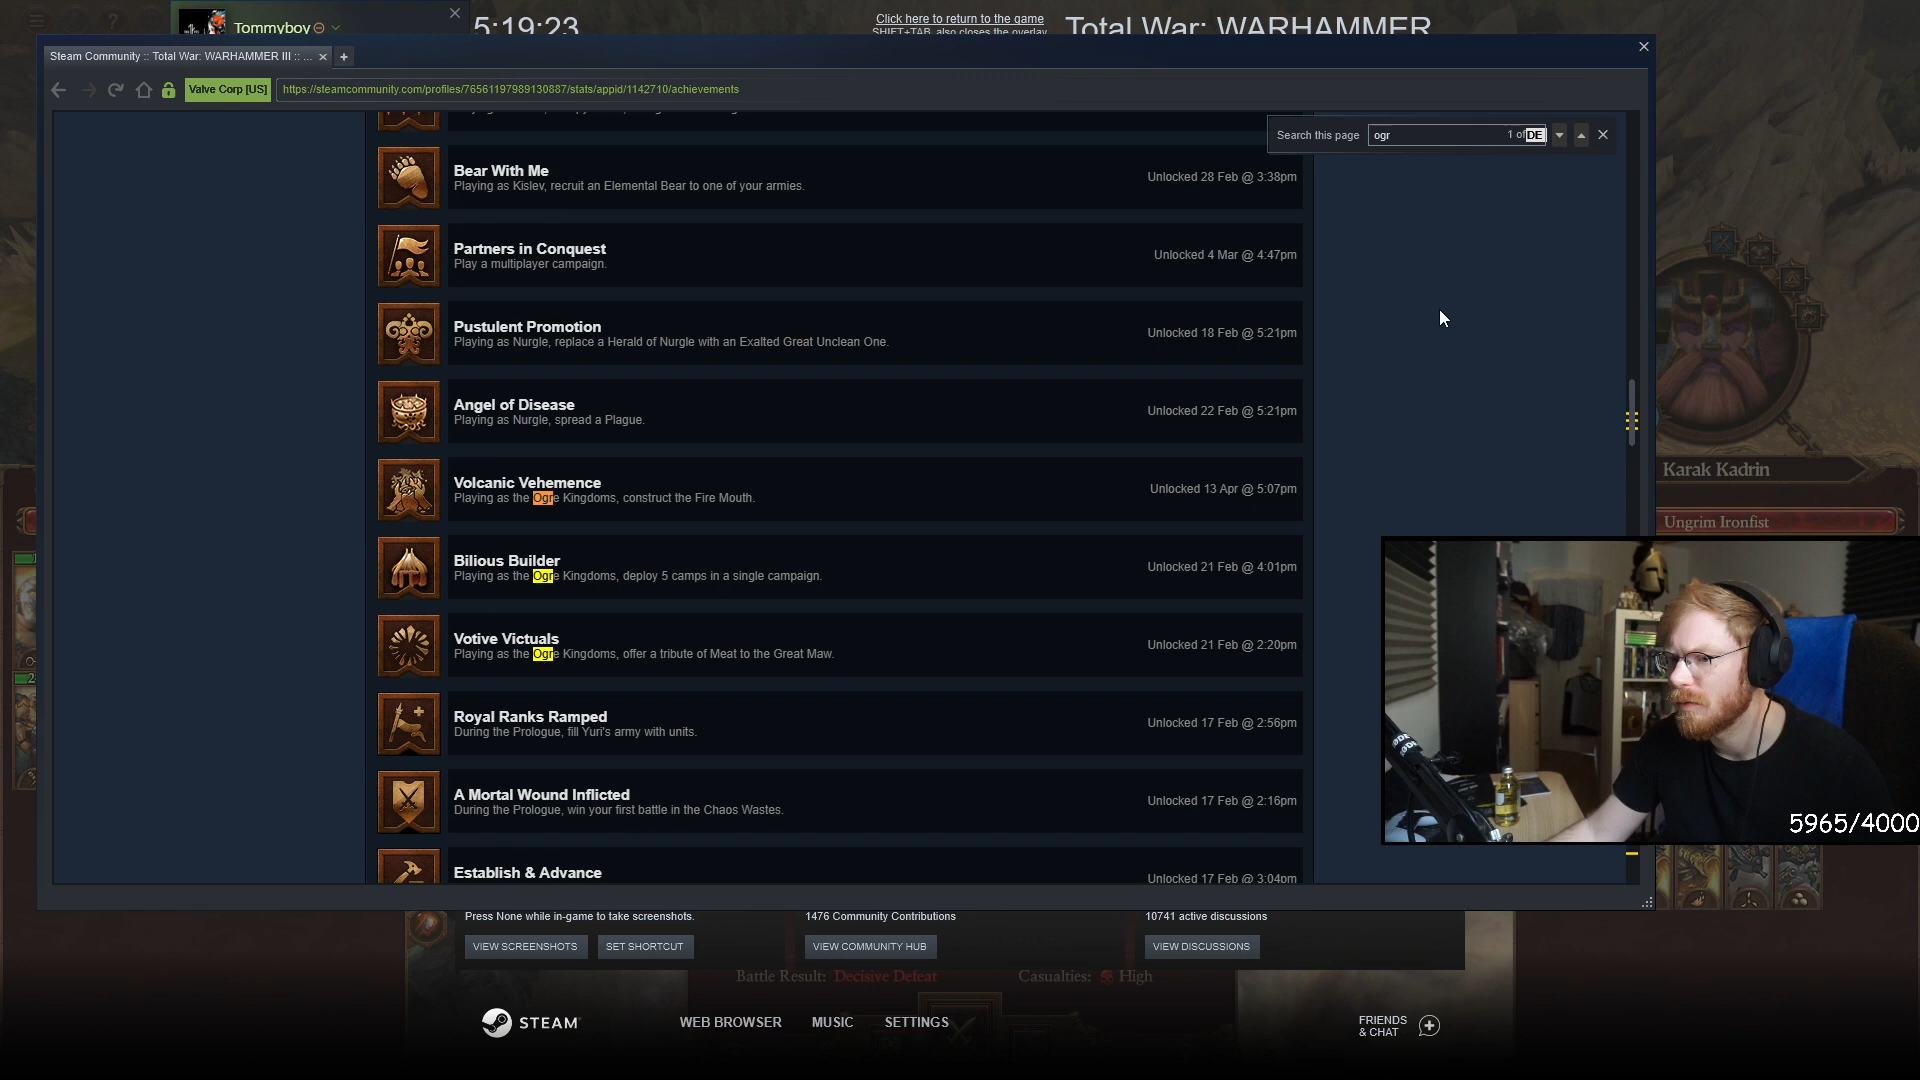 Tommyboy
5:19:23
Click here to return to the game
SHIFT+TAB also closes the overlay
Total War: WARHAMMER
Steam Community :: Total War: WARHAMMER III :: ...
Valve Corp [US]
https://steamcommunity.com/profiles/76561197989130887/stats/appid/1142710/achievements
Search this page
ogr
1 of
DE
Bear With Me
Playing as Kislev, recruit an Elemental Bear to one of your armies.
Unlocked 28 Feb @ 3:38pm
Partners in Conquest
Play a multiplayer campaign.
Unlocked 4 Mar @ 4:47pm
Pustulent Promotion
Playing as Nurgle, replace a Herald of Nurgle with an Exalted Great Unclean One.
Unlocked 18 Feb @ 5:21pm
Angel of Disease
Playing as Nurgle, spread a Plague.
Unlocked 22 Feb @ 5:21pm
Volcanic Vehemence
Playing as the Ogre Kingdoms, construct the Fire Mouth.
Unlocked 13 Apr @ 5:07pm
Bilious Builder
Playing as the Ogre Kingdoms, deploy 5 camps in a single campaign.
Unlocked 21 Feb @ 4:01pm
Votive Victuals
Playing as the Ogre Kingdoms, offer a tribute of Meat to the Great Maw.
Unlocked 21 Feb @ 2:20pm
Royal Ranks Ramped
During the Prologue, fill Yuri's army with units.
Unlocked 17 Feb @ 2:56pm
A Mortal Wound Inflicted
During the Prologue, win your first battle in the Chaos Wastes.
Unlocked 17 Feb @ 2:16pm
Establish & Advance
Unlocked 17 Feb @ 3:04pm
Karak Kadrin
Ungrim Ironfist
RØDE
5965/4000
Press None while in-game to take screenshots.
1476 Community Contributions
10741 active discussions
VIEW SCREENSHOTS
SET SHORTCUT
VIEW COMMUNITY HUB
VIEW DISCUSSIONS
Battle Result: Decisive Defeat
Casualties: High
STEAM
WEB BROWSER
MUSIC
SETTINGS
FRIENDS
& CHAT